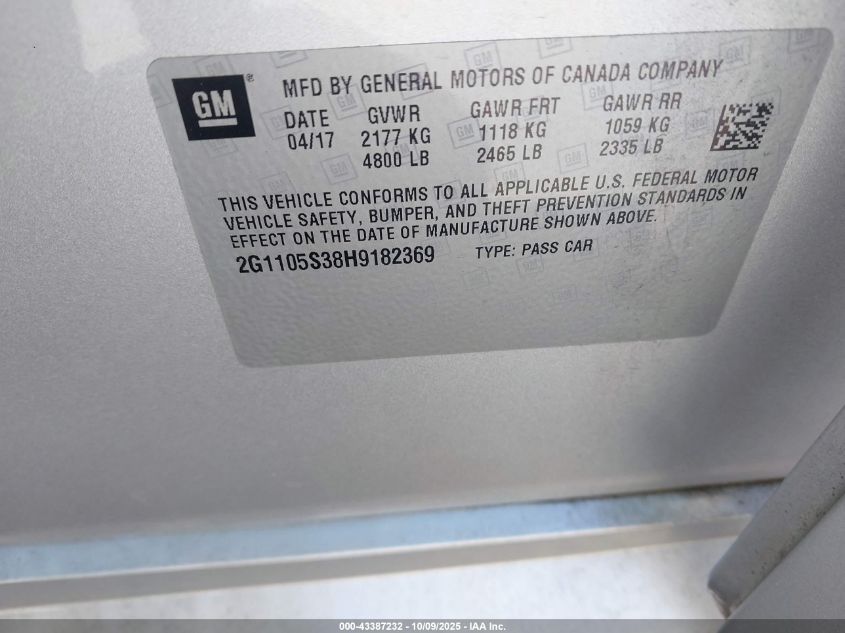 GM ®
MFD BY GENERAL MOTORS OF CANADA COMPANY
DATE GVWR GAWR FRT GAWR RR
04/17 2177 KG 1118 KG 1059 KG
4800 LB 2465 LB 2335 LB
THIS VEHICLE CONFORMS TO ALL APPLICABLE U.S. FEDERAL MOTOR
VEHICLE SAFETY, BUMPER, AND THEFT PREVENTION STANDARDS IN
EFFECT ON THE DATE OF MANUFACTURE SHOWN ABOVE.
2G1105S38H9182369 TYPE: PASS CAR
000-43387232 - 10/09/2025 - IAA Inc.